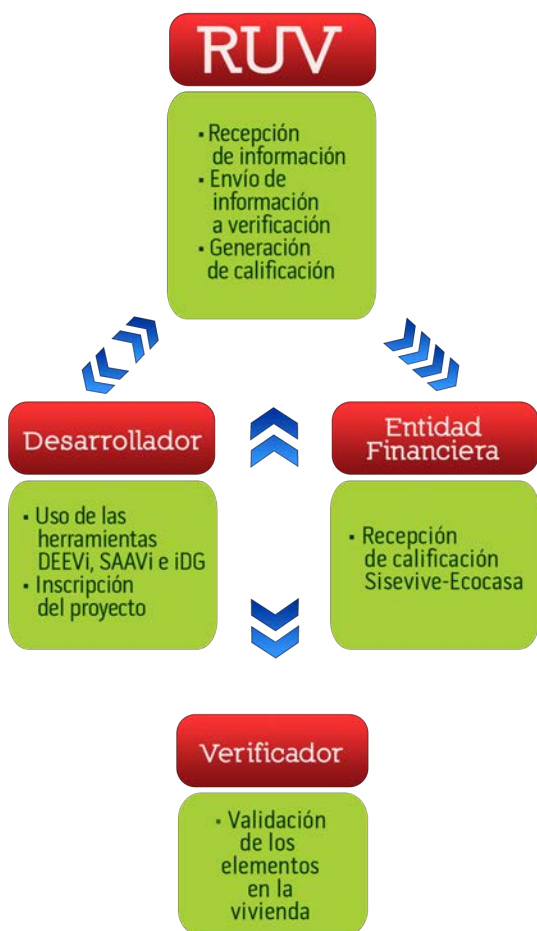 RUV
▪ Recepción
de información
▪ Envío de
información
a verificación
▪ Generación
de calificación
Desarrollador
▪ Uso de las
herramientas
DEEVi, SAAVi e iDG
▪ Inscripción
del proyecto
Entidad
Financiera
▪ Recepción
de calificación
Sisevive-Ecocasa
Verificador
▪ Validación
de los
elementos
en la
vivienda